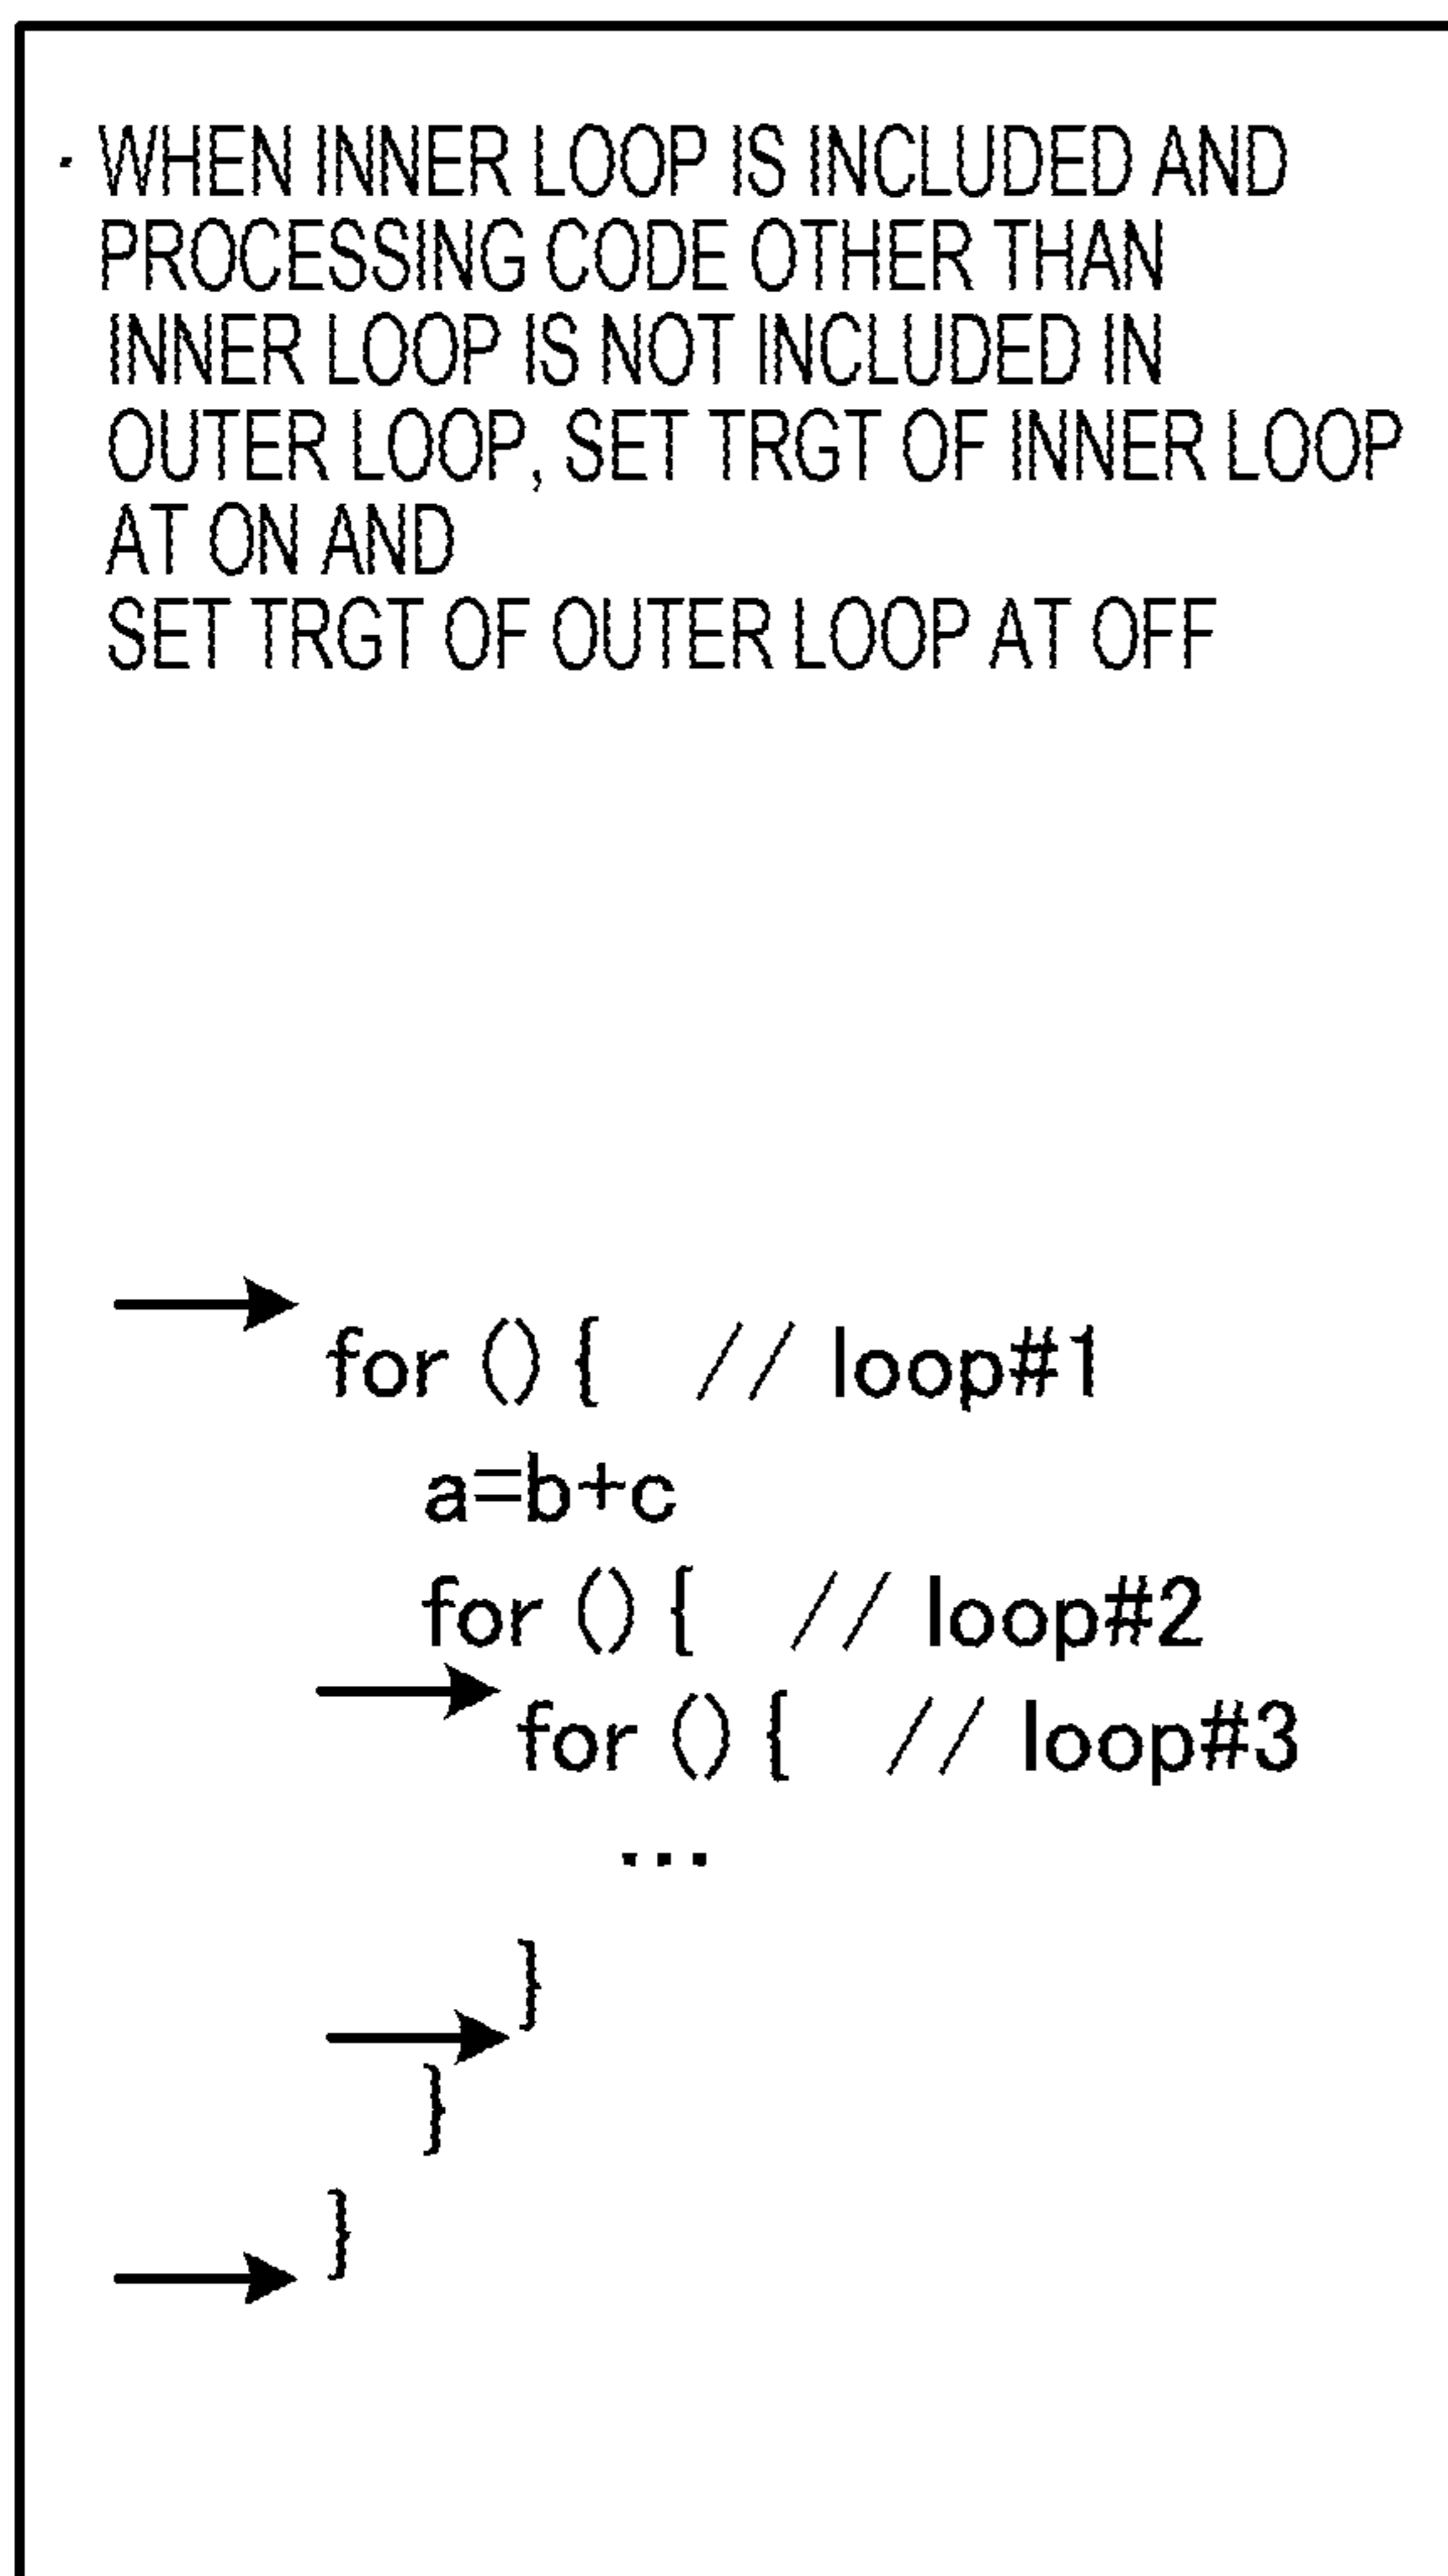 · WHEN INNER LOOP IS INCLUDED AND
PROCESSING CODE OTHER THAN
INNER LOOP IS NOT INCLUDED IN
OUTER LOOP, SET TRGT OF INNER LOOP
AT ON AND
SET TRGT OF OUTER LOOP AT OFF
for () { // loop#1
a=b+c
for () { // loop#2
for () { // loop#3
...
}
}
}